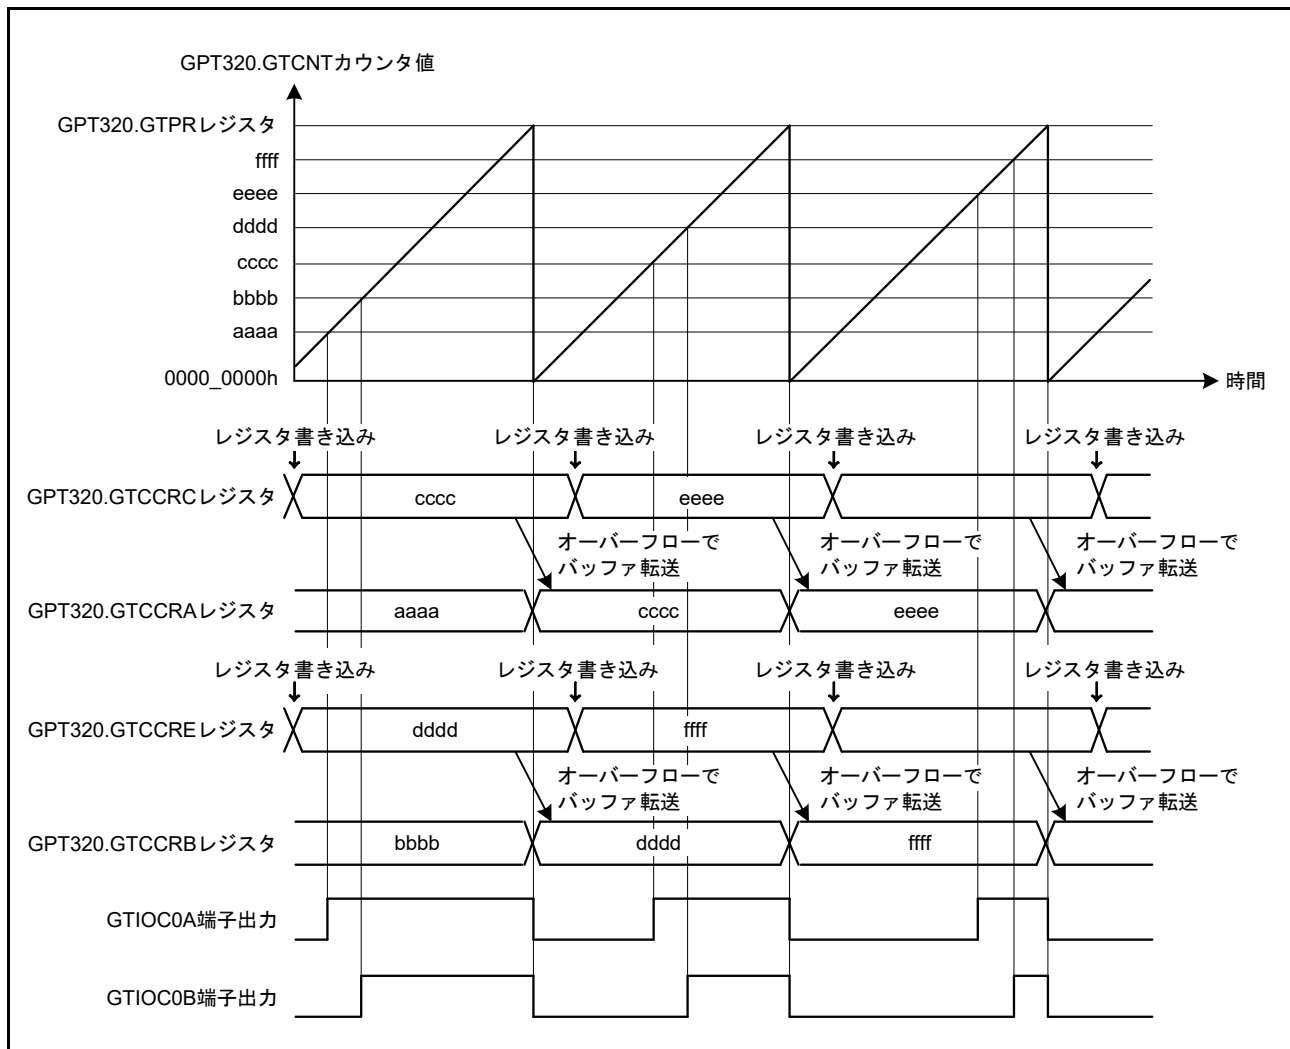 GPT320.GTCNTカウンタ値
GPT320.GTPRレジスタ
ffff
eeee
dddd
cccc
bbbb
aaaa
0000_0000h
時間
レジスタ書き込み レジスタ書き込み レジスタ書き込み レジスタ書き込み
GPT320.GTCCRCレジスタ cccc eeee
オーバーフローで オーバーフローで オーバーフローで
バッファ転送 バッファ転送 バッファ転送
GPT320.GTCCRAレジスタ aaaa cccc eeee
レジスタ書き込み レジスタ書き込み レジスタ書き込み レジスタ書き込み
GPT320.GTCCREレジスタ dddd ffff
オーバーフローで オーバーフローで オーバーフローで
バッファ転送 バッファ転送 バッファ転送
GPT320.GTCCRBレジスタ bbbb dddd ffff
GTIOC0A端子出力
GTIOC0B端子出力